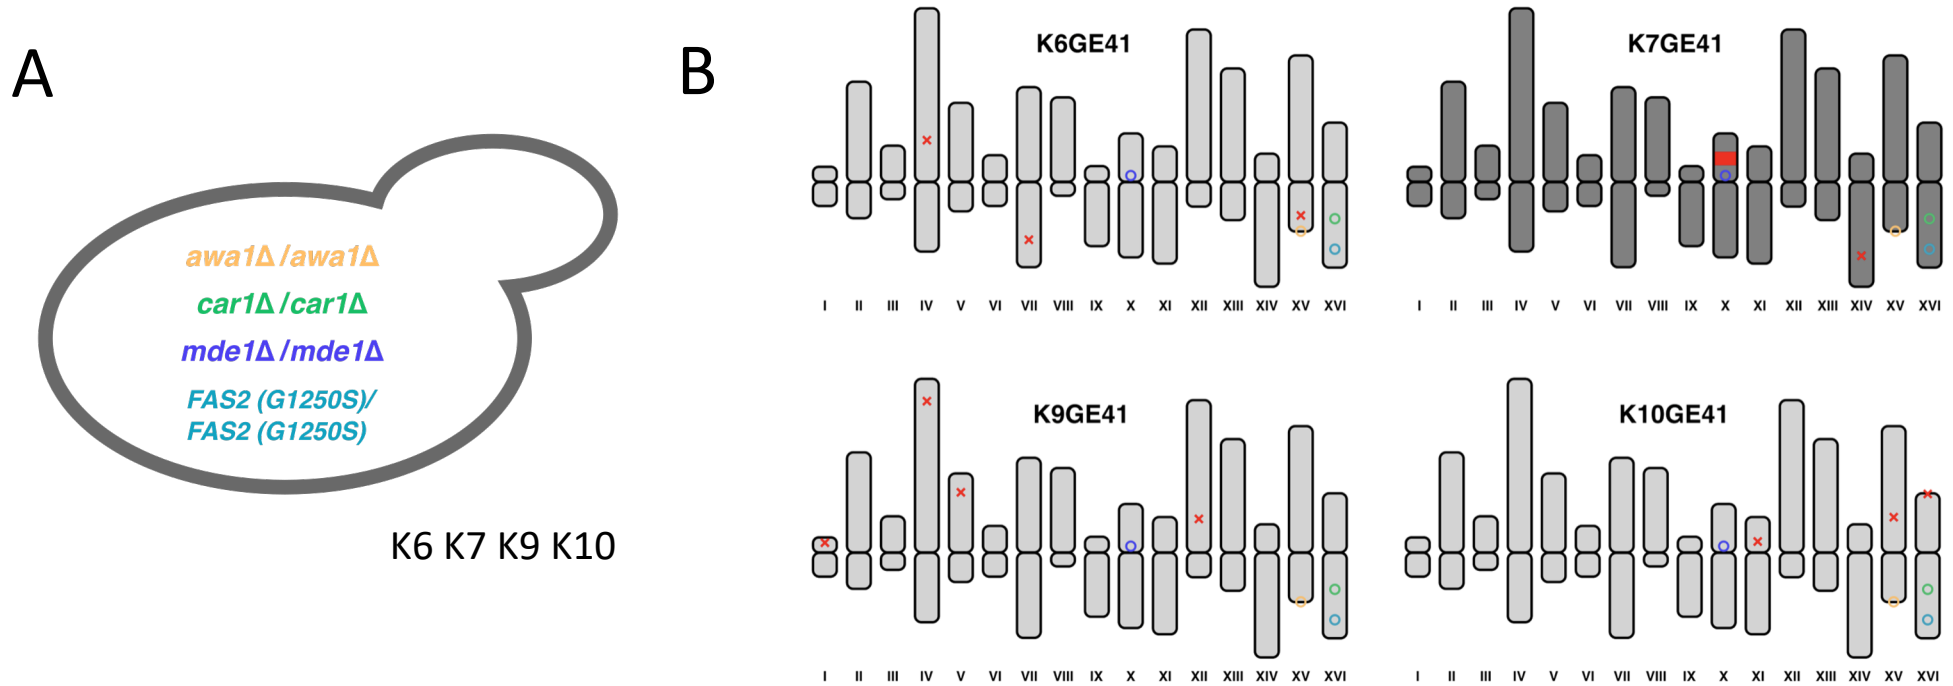 A
awa1Δ/awa1Δ
car1Δ/car1Δ
mde1Δ/mde1Δ
FAS2 (G1250S)/
FAS2 (G1250S)
K6 K7 K9 K10
B
K6GE41
I II III IV V VI VII VIII IX X XI XII XIII XIV XV XVI
K7GE41
I II III IV V VI VII VIII IX X XI XII XIII XIV XV XVI
K9GE41
I II III IV V VI VII VIII IX X XI XII XIII XIV XV XVI
K10GE41
I II III IV V VI VII VIII IX X XI XII XIII XIV XV XVI